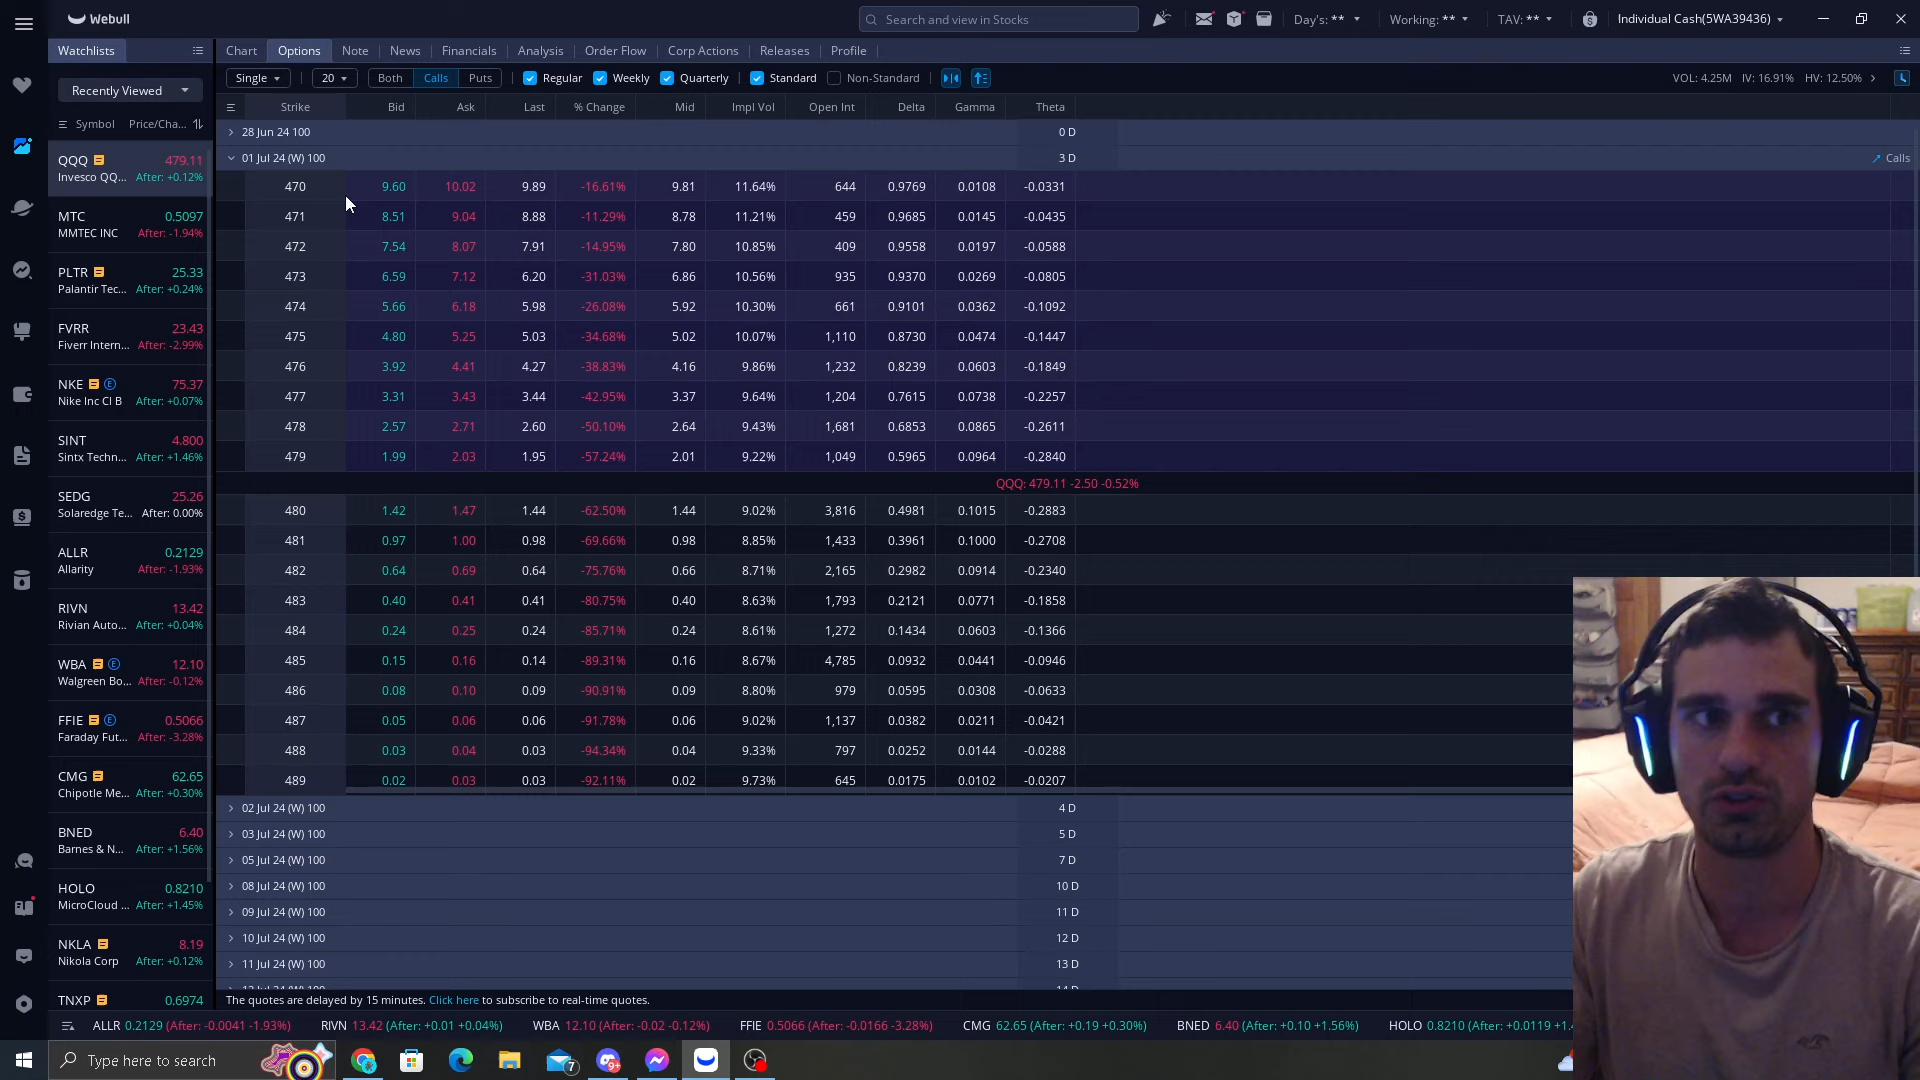 Webull
Search and view in Stocks
Day's: **
Working: **
TAV: **
Individual Cash(5WA39436)
Watchlists
Chart Options Note News Financials Analysis Order Flow Corp Actions Releases Profile
Recently Viewed
Single 20 Both Calls Puts Regular Weekly Quarterly Standard Non-Standard
VOL: 4.25M IV: 16.91% HV: 12.50%
Symbol Price/Cha...
Strike Bid Ask Last % Change Mid Impl Vol Open Int Delta Gamma Theta
28 Jun 24 100 0 D
01 Jul 24 (W) 100 3 D Calls
470 9.60 10.02 9.89 -16.61% 9.81 11.64% 644 0.9769 0.0108 -0.0331
471 8.51 9.04 8.88 -11.29% 8.78 11.21% 459 0.9685 0.0145 -0.0435
472 7.54 8.07 7.91 -14.95% 7.80 10.85% 409 0.9558 0.0197 -0.0588
473 6.59 7.12 6.20 -31.03% 6.86 10.56% 935 0.9370 0.0269 -0.0805
474 5.66 6.18 5.98 -26.08% 5.92 10.30% 661 0.9101 0.0362 -0.1092
475 4.80 5.25 5.03 -34.68% 5.02 10.07% 1,110 0.8730 0.0474 -0.1447
476 3.92 4.41 4.27 -38.83% 4.16 9.86% 1,232 0.8239 0.0603 -0.1849
477 3.31 3.43 3.44 -42.95% 3.37 9.64% 1,204 0.7615 0.0738 -0.2257
478 2.57 2.71 2.60 -50.10% 2.64 9.43% 1,681 0.6853 0.0865 -0.2611
479 1.99 2.03 1.95 -57.24% 2.01 9.22% 1,049 0.5965 0.0964 -0.2840
QQQ: 479.11 -2.50 -0.52%
480 1.42 1.47 1.44 -62.50% 1.44 9.02% 3,816 0.4981 0.1015 -0.2883
481 0.97 1.00 0.98 -69.66% 0.98 8.85% 1,433 0.3961 0.1000 -0.2708
482 0.64 0.69 0.64 -75.76% 0.66 8.71% 2,165 0.2982 0.0914 -0.2340
483 0.40 0.41 0.41 -80.75% 0.40 8.63% 1,793 0.2121 0.0771 -0.1858
484 0.24 0.25 0.24 -85.71% 0.24 8.61% 1,272 0.1434 0.0603 -0.1366
485 0.15 0.16 0.14 -89.31% 0.16 8.67% 4,785 0.0932 0.0441 -0.0946
486 0.08 0.10 0.09 -90.91% 0.09 8.80% 979 0.0595 0.0308 -0.0633
487 0.05 0.06 0.06 -91.78% 0.06 9.02% 1,137 0.0382 0.0211 -0.0421
488 0.03 0.04 0.03 -94.34% 0.04 9.33% 797 0.0252 0.0144 -0.0288
489 0.02 0.03 0.03 -92.11% 0.02 9.73% 645 0.0175 0.0102 -0.0207
02 Jul 24 (W) 100 4 D
03 Jul 24 (W) 100 5 D
05 Jul 24 (W) 100 7 D
08 Jul 24 (W) 100 10 D
09 Jul 24 (W) 100 11 D
10 Jul 24 (W) 100 12 D
11 Jul 24 (W) 100 13 D
QQQ 479.11
Invesco QQ... After: +0.12%
MTC 0.5097
MMTEC INC After: -1.94%
PLTR 25.33
Palantir Tec... After: +0.24%
FVRR 23.43
Fiverr Intern... After: -2.99%
NKE E 75.37
Nike Inc Cl B After: +0.07%
SINT 4.800
Sintx Techn... After: +1.46%
SEDG 25.26
Solaredge Te... After: 0.00%
ALLR 0.2129
Allarity After: -1.93%
RIVN 13.42
Rivian Auto... After: +0.04%
WBA E 12.10
Walgreen Bo... After: -0.12%
FFIE E 0.5066
Faraday Fut... After: -3.28%
CMG 62.65
Chipotle Me... After: +0.30%
BNED 6.40
Barnes & N... After: +1.56%
HOLO 0.8210
MicroCloud ... After: +1.45%
NKLA 8.19
Nikola Corp After: +0.12%
TNXP 0.6974
The quotes are delayed by 15 minutes. Click here to subscribe to real-time quotes.
ALLR 0.2129 (After: -0.0041 -1.93%) RIVN 13.42 (After: +0.01 +0.04%) WBA 12.10 (After: -0.02 -0.12%) FFIE 0.5066 (After: -0.0166 -3.28%) CMG 62.65 (After: +0.19 +0.30%) BNED 6.40 (After: +0.10 +1.56%) HOLO 0.8210 (After: +0.0119 +1.4
Type here to search
7
9+